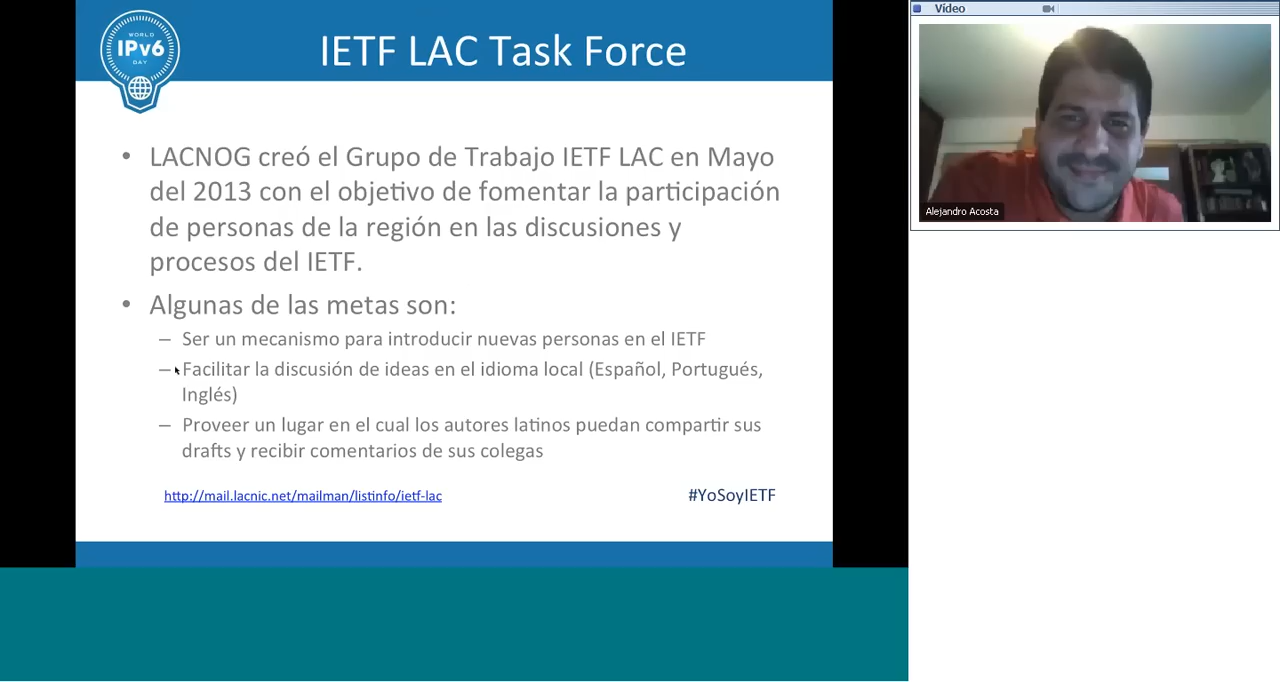 WORLD
IPv6
DAY
IETF LAC Task Force
• LACNOG creó el Grupo de Trabajo IETF LAC en Mayo
del 2013 con el objetivo de fomentar la participación
de personas de la región en las discusiones y
procesos del IETF.
• Algunas de las metas son:
– Ser un mecanismo para introducir nuevas personas en el IETF
– Facilitar la discusión de ideas en el idioma local (Español, Portugués,
Inglés)
– Proveer un lugar en el cual los autores latinos puedan compartir sus
drafts y recibir comentarios de sus colegas
http://mail.lacnic.net/mailman/listinfo/ietf-lac
#YoSoyIETF
Vídeo
Alejandro Acosta